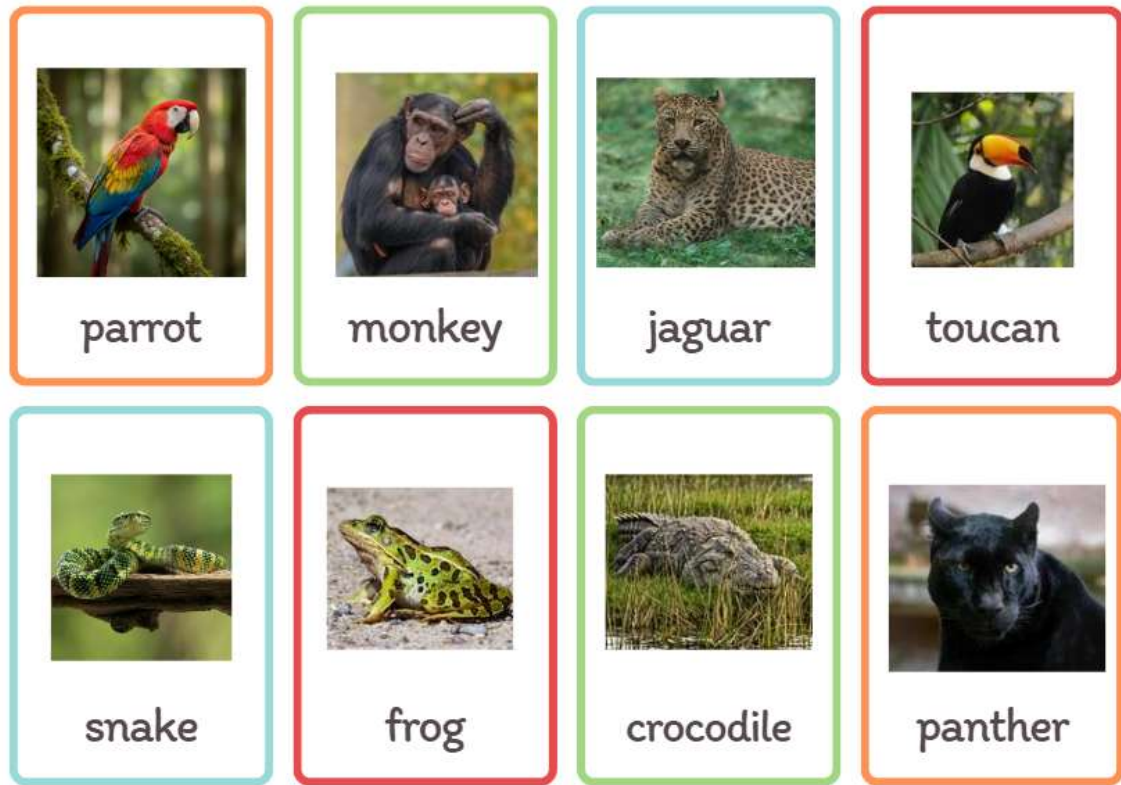 parrot
monkey
jaguar
toucan
snake
frog
crocodile
panther